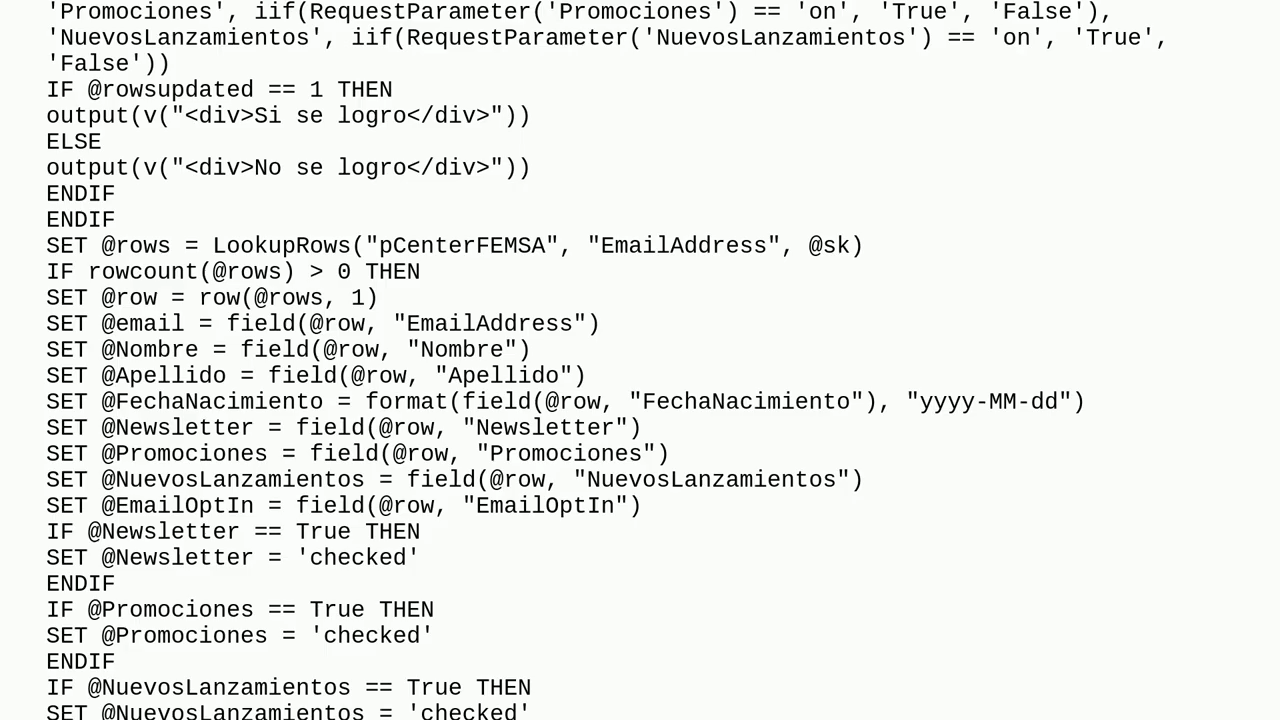 'Promociones', iif(RequestParameter('Promociones') == 'on', 'True', 'False'),
'NuevosLanzamientos', iif(RequestParameter('NuevosLanzamientos') == 'on', 'True',
'False'))
IF @rowsupdated == 1 THEN
output(v("<div>Si se logro</div>"))
ELSE
output(v("<div>No se logro</div>"))
ENDIF
ENDIF
SET @rows = LookupRows("pCenterFEMSA", "EmailAddress", @sk)
IF rowcount(@rows) > 0 THEN
SET @row = row(@rows, 1)
SET @email = field(@row, "EmailAddress")
SET @Nombre = field(@row, "Nombre")
SET @Apellido = field(@row, "Apellido")
SET @FechaNacimiento = format(field(@row, "FechaNacimiento"), "yyyy-MM-dd")
SET @Newsletter = field(@row, "Newsletter")
SET @Promociones = field(@row, "Promociones")
SET @NuevosLanzamientos = field(@row, "NuevosLanzamientos")
SET @EmailOptIn = field(@row, "EmailOptIn")
IF @Newsletter == True THEN
SET @Newsletter = 'checked'
ENDIF
IF @Promociones == True THEN
SET @Promociones = 'checked'
ENDIF
IF @NuevosLanzamientos == True THEN
SET @NuevosLanzamientos = 'checked'